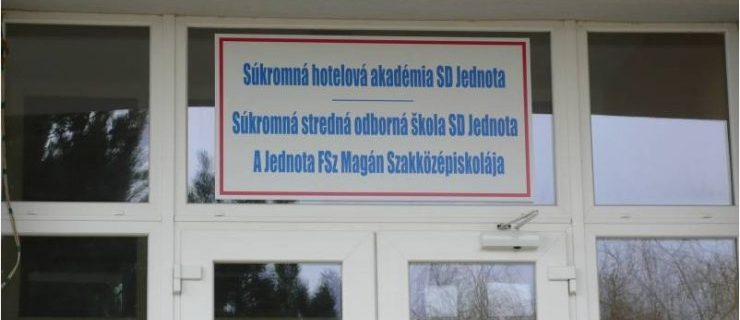 Súkromná hotelová akadémia SD Jednota
Súkromná stredná odborná škola SD Jednota
A Jednota FSz Magán Szakközépiskolája